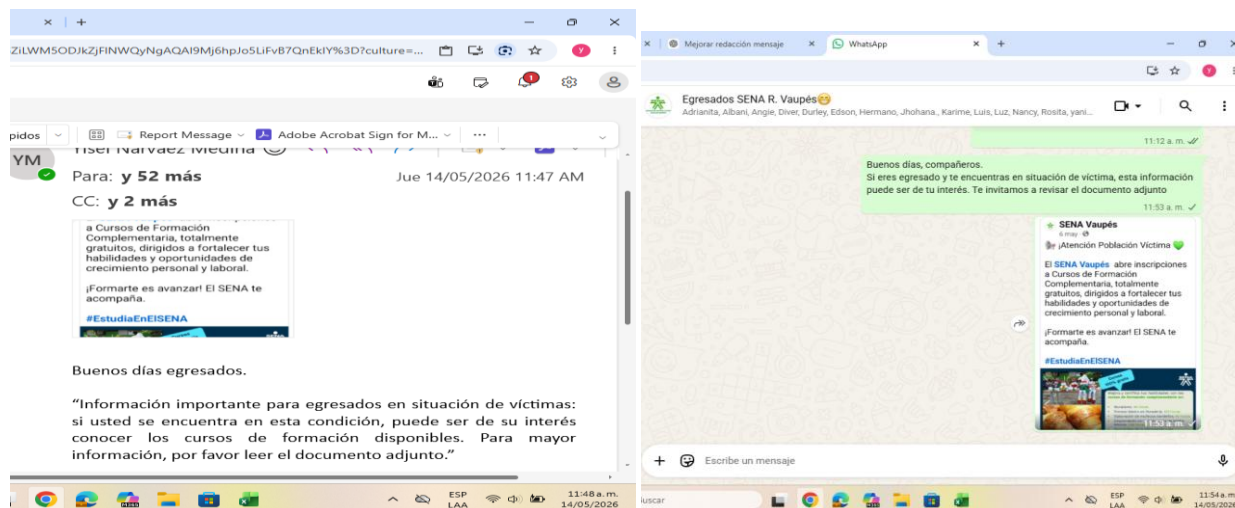 ZiLWM5ODJkZjFlNWQyNgAQAI9Mj6hpJo5LiFvB7QnEklY%3D?culture=...
pidos
Report Message
Adobe Acrobat Sign for M...
YM
Yisel Narvaez Medina
Para: y 52 más
Jue 14/05/2026 11:47 AM
CC: y 2 más
a Cursos de Formación
Complementaria, totalmente
gratuitos, dirigidos a fortalecer tus
habilidades y oportunidades de
crecimiento personal y laboral.
¡Formarte es avanzar! El SENA te
acompaña.
#EstudiaEnElSENA
Buenos días egresados.
“Información importante para egresados en situación de víctimas:
si usted se encuentra en esta condición, puede ser de su interés
conocer los cursos de formación disponibles. Para mayor
información, por favor leer el documento adjunto.”
ESP
LAA
11:48 a. m.
14/05/2026
Mejorar redacción mensaje
WhatsApp
Egresados SENA R. Vaupés
Adrianita, Albani, Angie, Diver, Durley, Edson, Hermano, Jhohana., Karime, Luis, Luz, Nancy, Rosita, yani...
11:12 a. m.
Buenos días, compañeros.
Si eres egresado y te encuentras en situación de víctima, esta información
puede ser de tu interés. Te invitamos a revisar el documento adjunto
11:53 a. m.
SENA Vaupés
6 may
¡Atención Población Víctima
El SENA Vaupés abre inscripciones
a Cursos de Formación
Complementaria, totalmente
gratuitos, dirigidos a fortalecer tus
habilidades y oportunidades de
crecimiento personal y laboral.
¡Formarte es avanzar! El SENA te
acompaña.
#EstudiaEnElSENA
11:53 a. m.
Escribe un mensaje
uscar
ESP
LAA
11:54 a. m.
14/05/2026